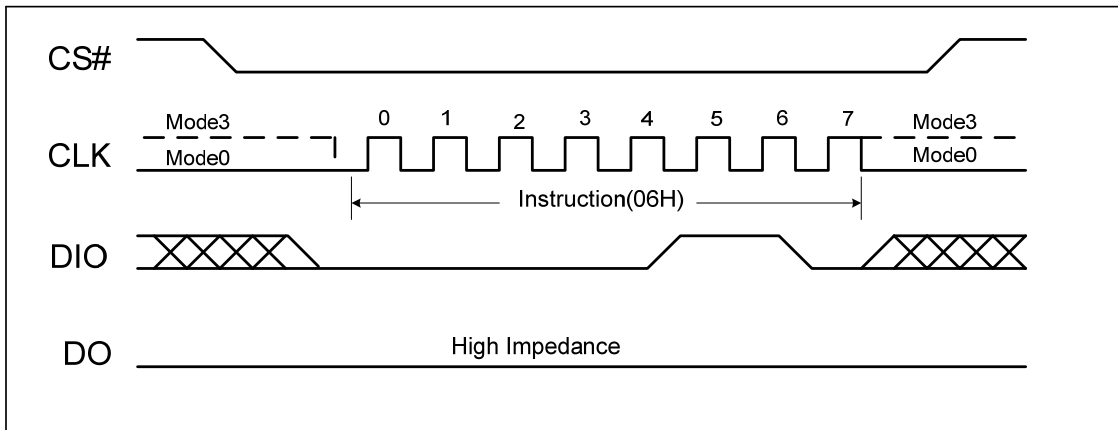 CS#
CLK
Mode3
Mode0
0 1 2 3 4 5 6 7
Mode3
Mode0
Instruction(06H)
DIO
DO
High Impedance